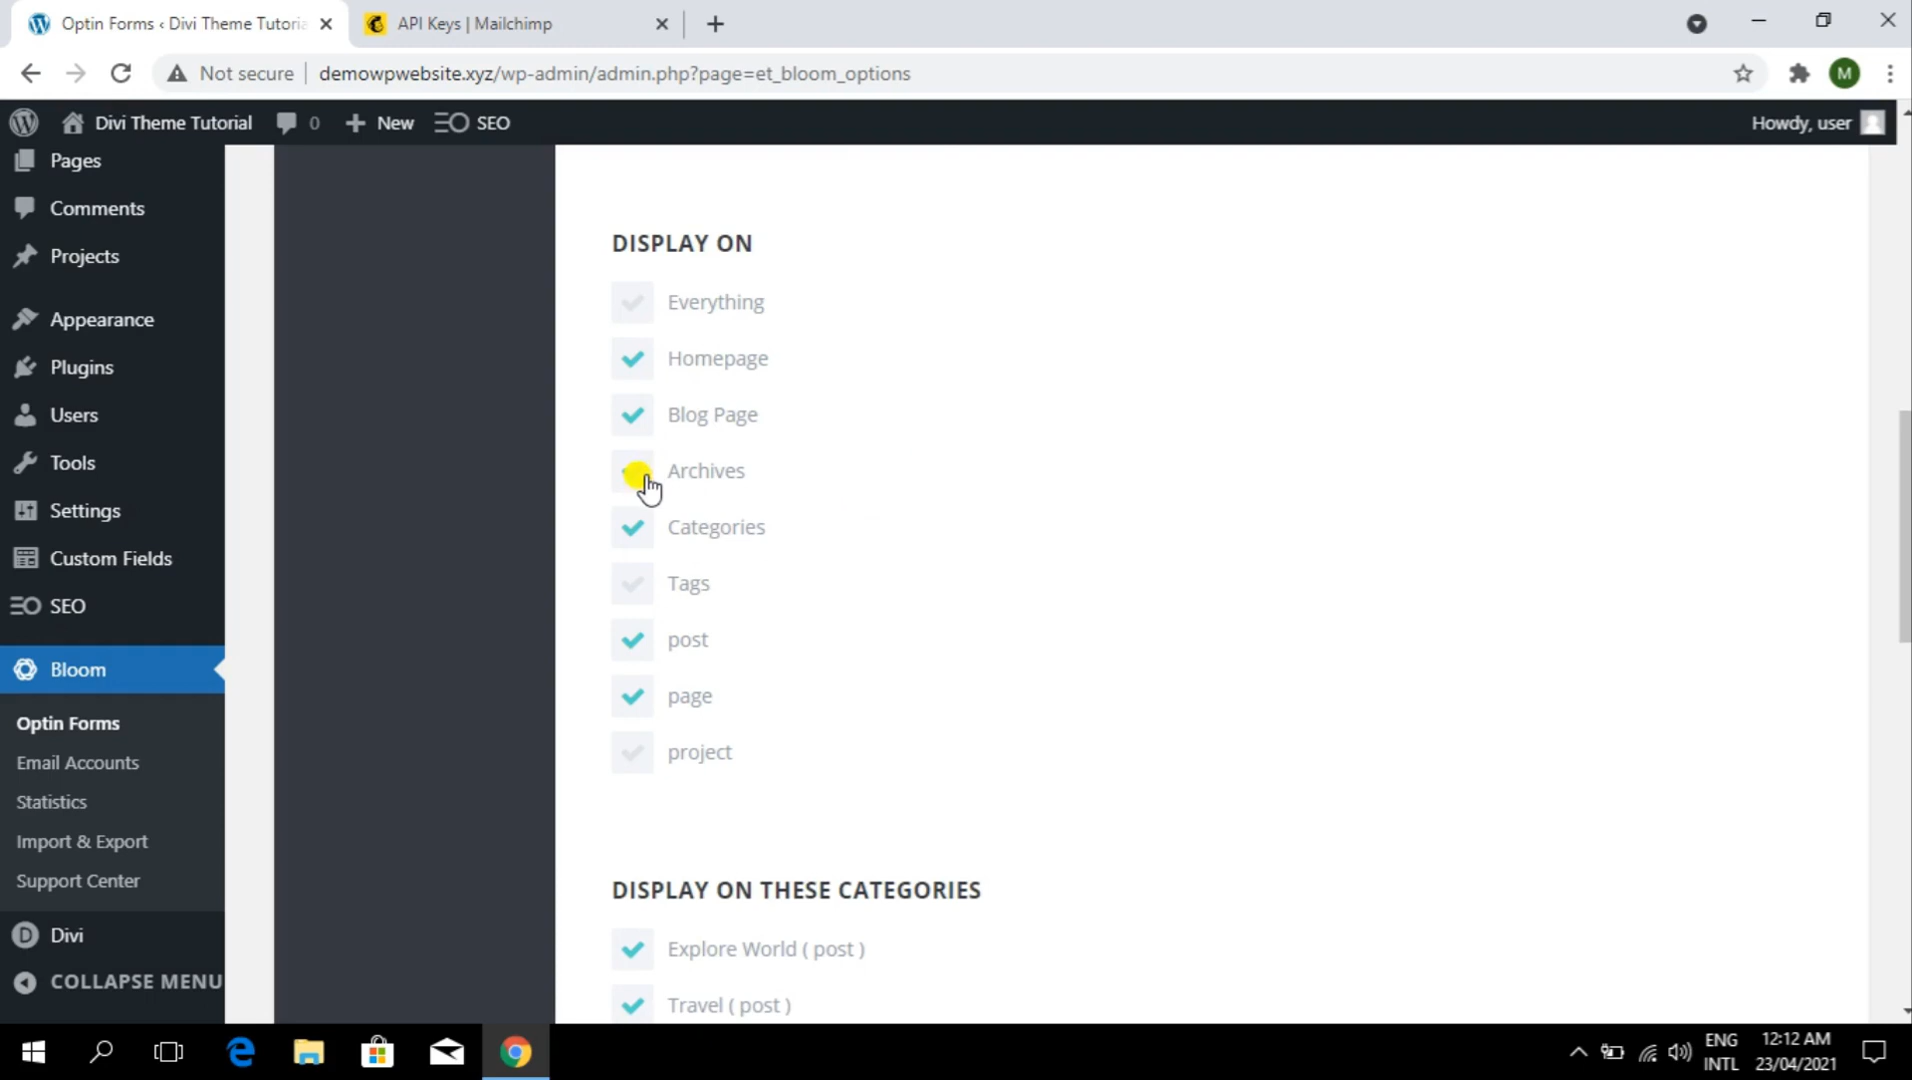 Optin Forms ‹ Divi Theme Tutoria
API Keys | Mailchimp
Not secure
demowpwebsite.xyz/wp-admin/admin.php?page=et_bloom_options
M
Divi Theme Tutorial
0
New
SEO
Howdy, user
Pages
Comments
Projects
Appearance
Plugins
Users
Tools
Settings
Custom Fields
SEO
Bloom
Optin Forms
Email Accounts
Statistics
Import & Export
Support Center
Divi
COLLAPSE MENU
DISPLAY ON
Everything
Homepage
Blog Page
Archives
Categories
Tags
post
page
project
DISPLAY ON THESE CATEGORIES
Explore World ( post )
Travel ( post )
ENG
INTL
12:12 AM
23/04/2021